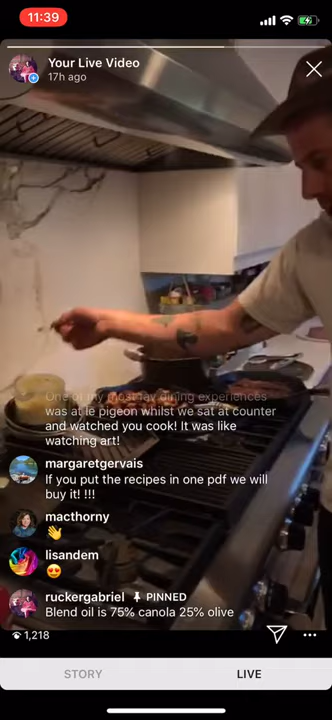 11:39
Your Live Video
17h ago
One of my most fav dining experiences
was at le pigeon whilst we sat at counter
and watched you cook! It was like
watching art!
margaretgervais
If you put the recipes in one pdf we will
buy it! !!!
macthorny
👋
lisandem
😍
ruckergabriel PINNED
Blend oil is 75% canola 25% olive
1,218
STORY
LIVE